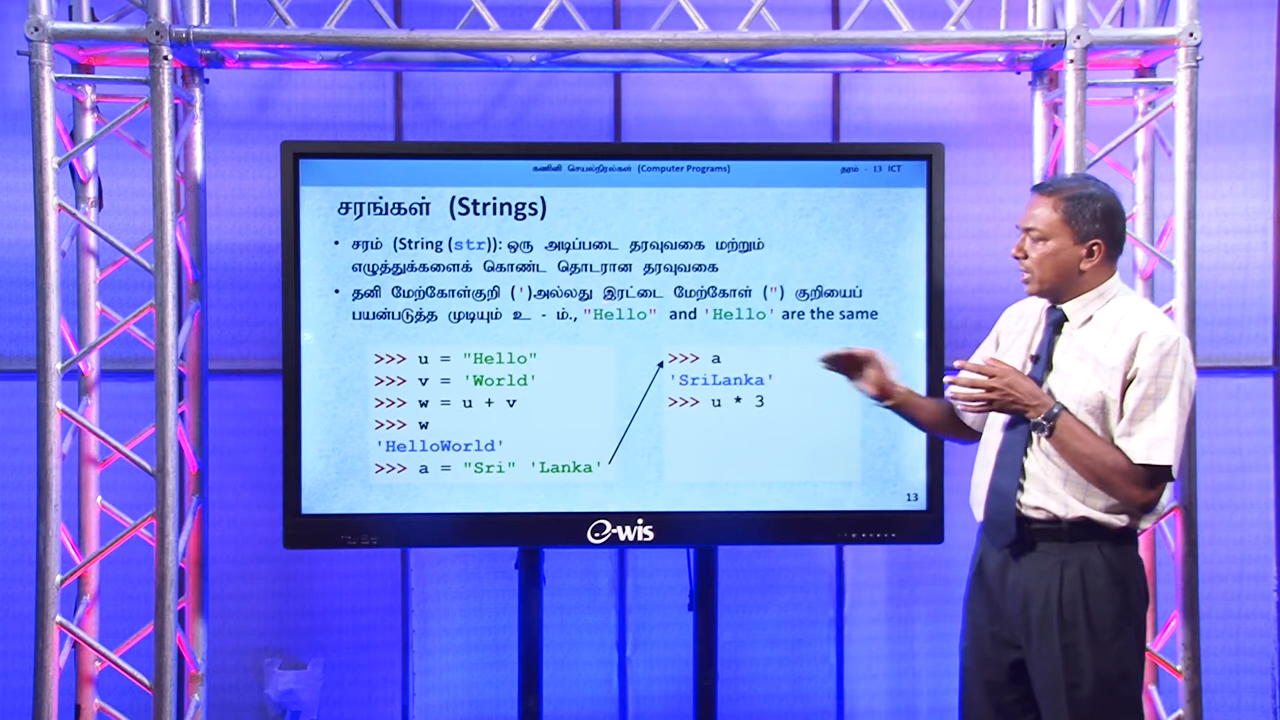 கணினி செயல்நிரல்கள் (Computer Programs) தரம் - 13 ICT
சரங்கள் (Strings)
• சரம் (String (str)): ஒரு அடிப்படை தரவுவகை மற்றும்
எழுத்துக்களைக் கொண்ட தொடரான தரவுவகை
• தனி மேற்கோள்குறி (')அல்லது இரட்டை மேற்கோள் (") குறியைப்
பயன்படுத்த முடியும் உ - ம்., "Hello" and 'Hello' are the same
>>> u = "Hello"
>>> v = 'World'
>>> w = u + v
>>> w
'HelloWorld'
>>> a = "Sri" 'Lanka'
>>> a
'SriLanka'
>>> u * 3
13
e-wis